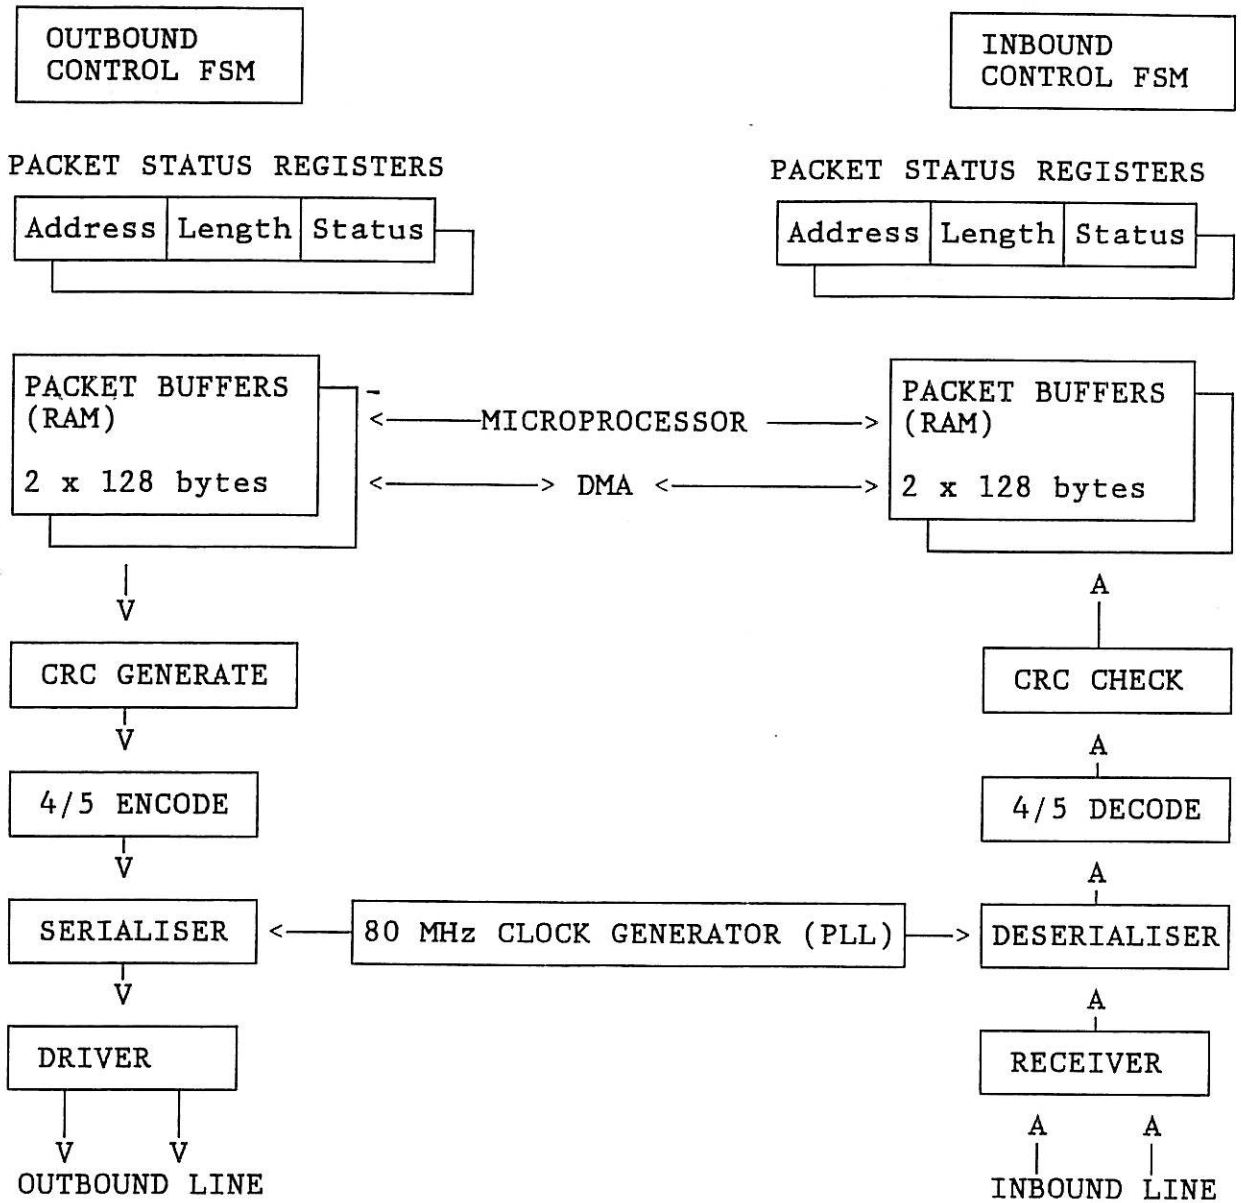 OUTBOUND
CONTROL FSM
INBOUND
CONTROL FSM
PACKET STATUS REGISTERS
PACKET STATUS REGISTERS
Address Length Status
Address Length Status
PACKET BUFFERS
(RAM)
2 x 128 bytes
<———MICROPROCESSOR ———>
<———> DMA <———>
PACKET BUFFERS
(RAM)
2 x 128 bytes
V
A
CRC GENERATE
CRC CHECK
V
A
4/5 ENCODE
4/5 DECODE
V
A
SERIALISER <— 80 MHz CLOCK GENERATOR (PLL) —> DESERIALISER
V
A
DRIVER
RECEIVER
V V
A A
OUTBOUND LINE
INBOUND LINE